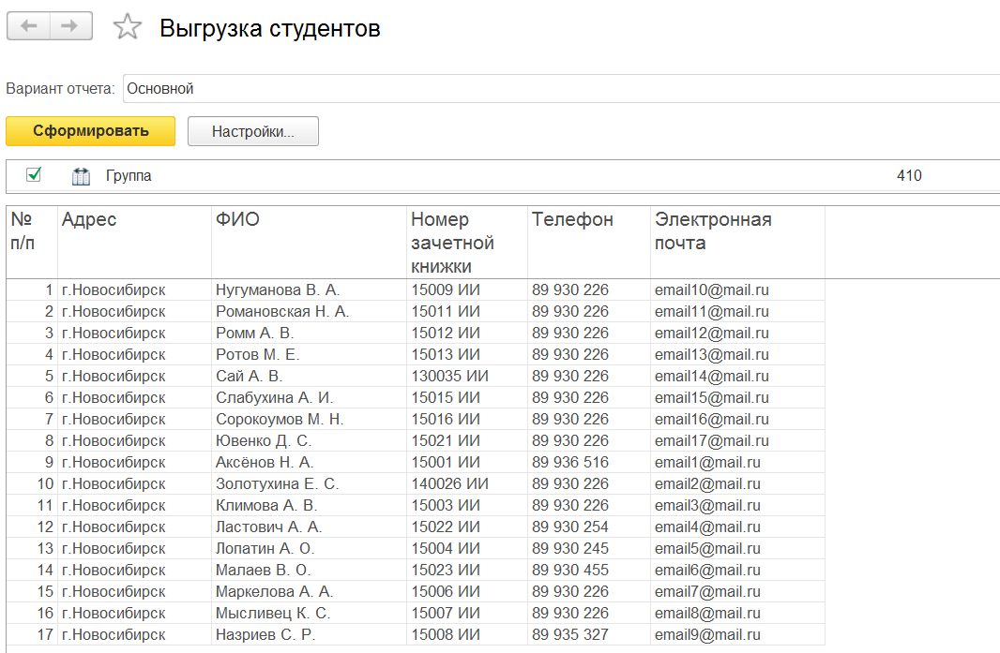 Выгрузка студентов
Вариант отчета: Основной
Сформировать Настройки...
Группа 410
№ п/п Адрес ФИО Номер зачетной книжки Телефон Электронная почта
1 г.Новосибирск Нугуманова В. А. 15009 ИИ 89 930 226 email10@mail.ru
2 г.Новосибирск Романовская Н. А. 15011 ИИ 89 930 226 email11@mail.ru
3 г.Новосибирск Ромм А. В. 15012 ИИ 89 930 226 email12@mail.ru
4 г.Новосибирск Ротов М. Е. 15013 ИИ 89 930 226 email13@mail.ru
5 г.Новосибирск Сай А. В. 130035 ИИ 89 930 226 email14@mail.ru
6 г.Новосибирск Слабухина А. И. 15015 ИИ 89 930 226 email15@mail.ru
7 г.Новосибирск Сорокоумов М. Н. 15016 ИИ 89 930 226 email16@mail.ru
8 г.Новосибирск Ювенко Д. С. 15021 ИИ 89 930 226 email17@mail.ru
9 г.Новосибирск Аксёнов Н. А. 15001 ИИ 89 936 516 email1@mail.ru
10 г.Новосибирск Золотухина Е. С. 140026 ИИ 89 930 226 email2@mail.ru
11 г.Новосибирск Климова А. В. 15003 ИИ 89 930 226 email3@mail.ru
12 г.Новосибирск Ластович А. А. 15022 ИИ 89 930 254 email4@mail.ru
13 г.Новосибирск Лопатин А. О. 15004 ИИ 89 930 245 email5@mail.ru
14 г.Новосибирск Малаев В. О. 15023 ИИ 89 930 455 email6@mail.ru
15 г.Новосибирск Маркелова А. А. 15006 ИИ 89 930 226 email7@mail.ru
16 г.Новосибирск Мысливец К. С. 15007 ИИ 89 930 226 email8@mail.ru
17 г.Новосибирск Назриев С. Р. 15008 ИИ 89 935 327 email9@mail.ru